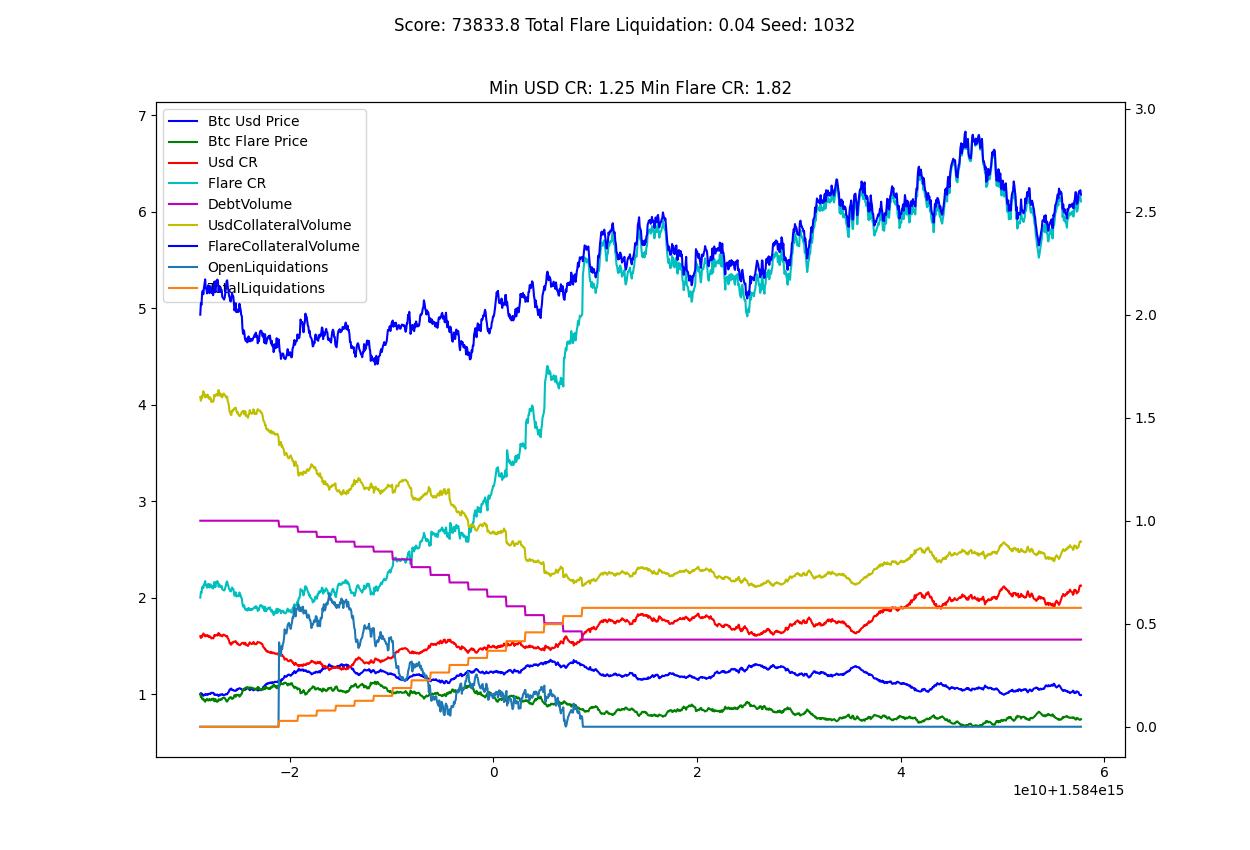 Score: 73833.8 Total Flare Liquidation: 0.04 Seed: 1032
Min USD CR: 1.25 Min Flare CR: 1.82
Btc Usd Price
Btc Flare Price
Usd CR
Flare CR
DebtVolume
UsdCollateralVolume
FlareCollateralVolume
OpenLiquidations
TotalLiquidations
7
6
5
4
3
2
1
3.0
2.5
2.0
1.5
1.0
0.5
0.0
−2 0 2 4 6
1e10+1.584e15